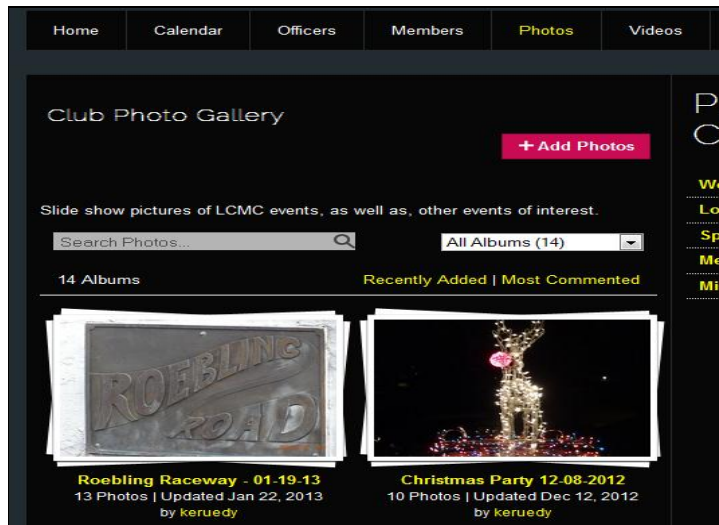 Home Calendar Officers Members Photos Videos
Club Photo Gallery
+ Add Photos
Slide show pictures of LCMC events, as well as, other events of interest.
Search Photos...
All Albums (14)
14 Albums
Recently Added | Most Commented
ROEBLING
ROAD
Roebling Raceway - 01-19-13
13 Photos | Updated Jan 22, 2013
by keruedy
Christmas Party 12-08-2012
10 Photos | Updated Dec 12, 2012
by keruedy